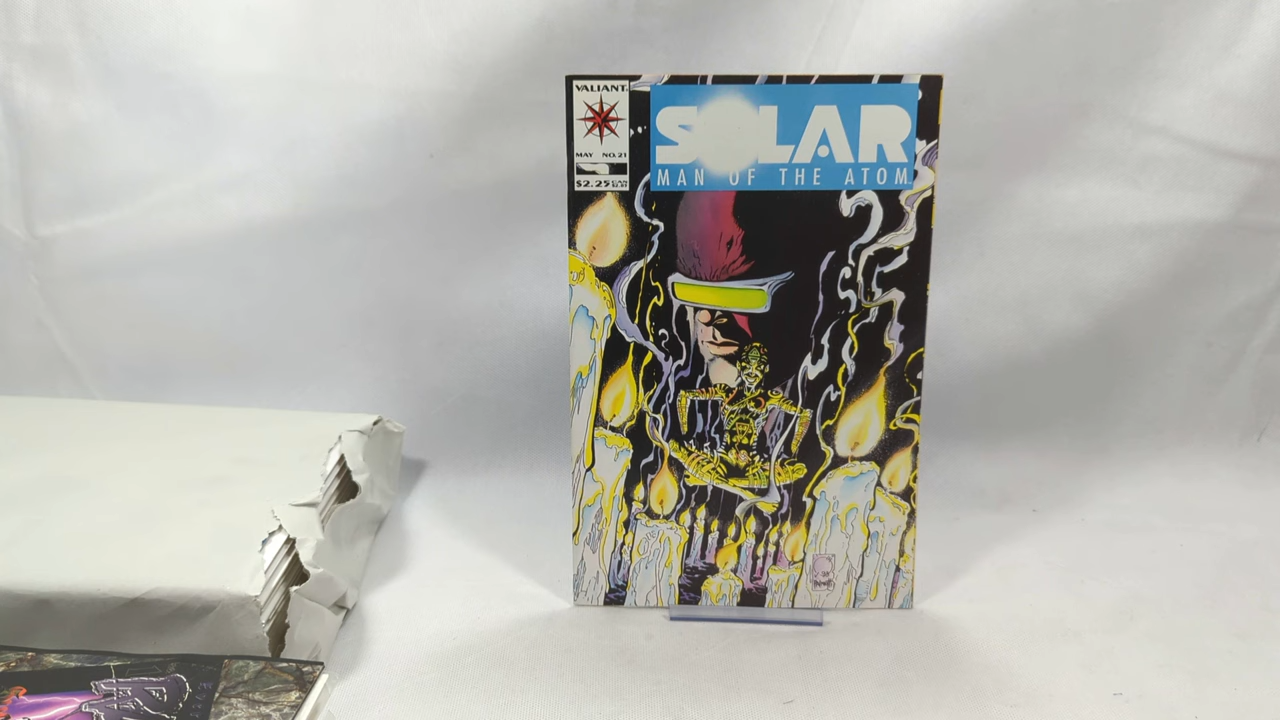 VALIANT
MAY NO. 21
$2.25
SOLAR
MAN OF THE ATOM